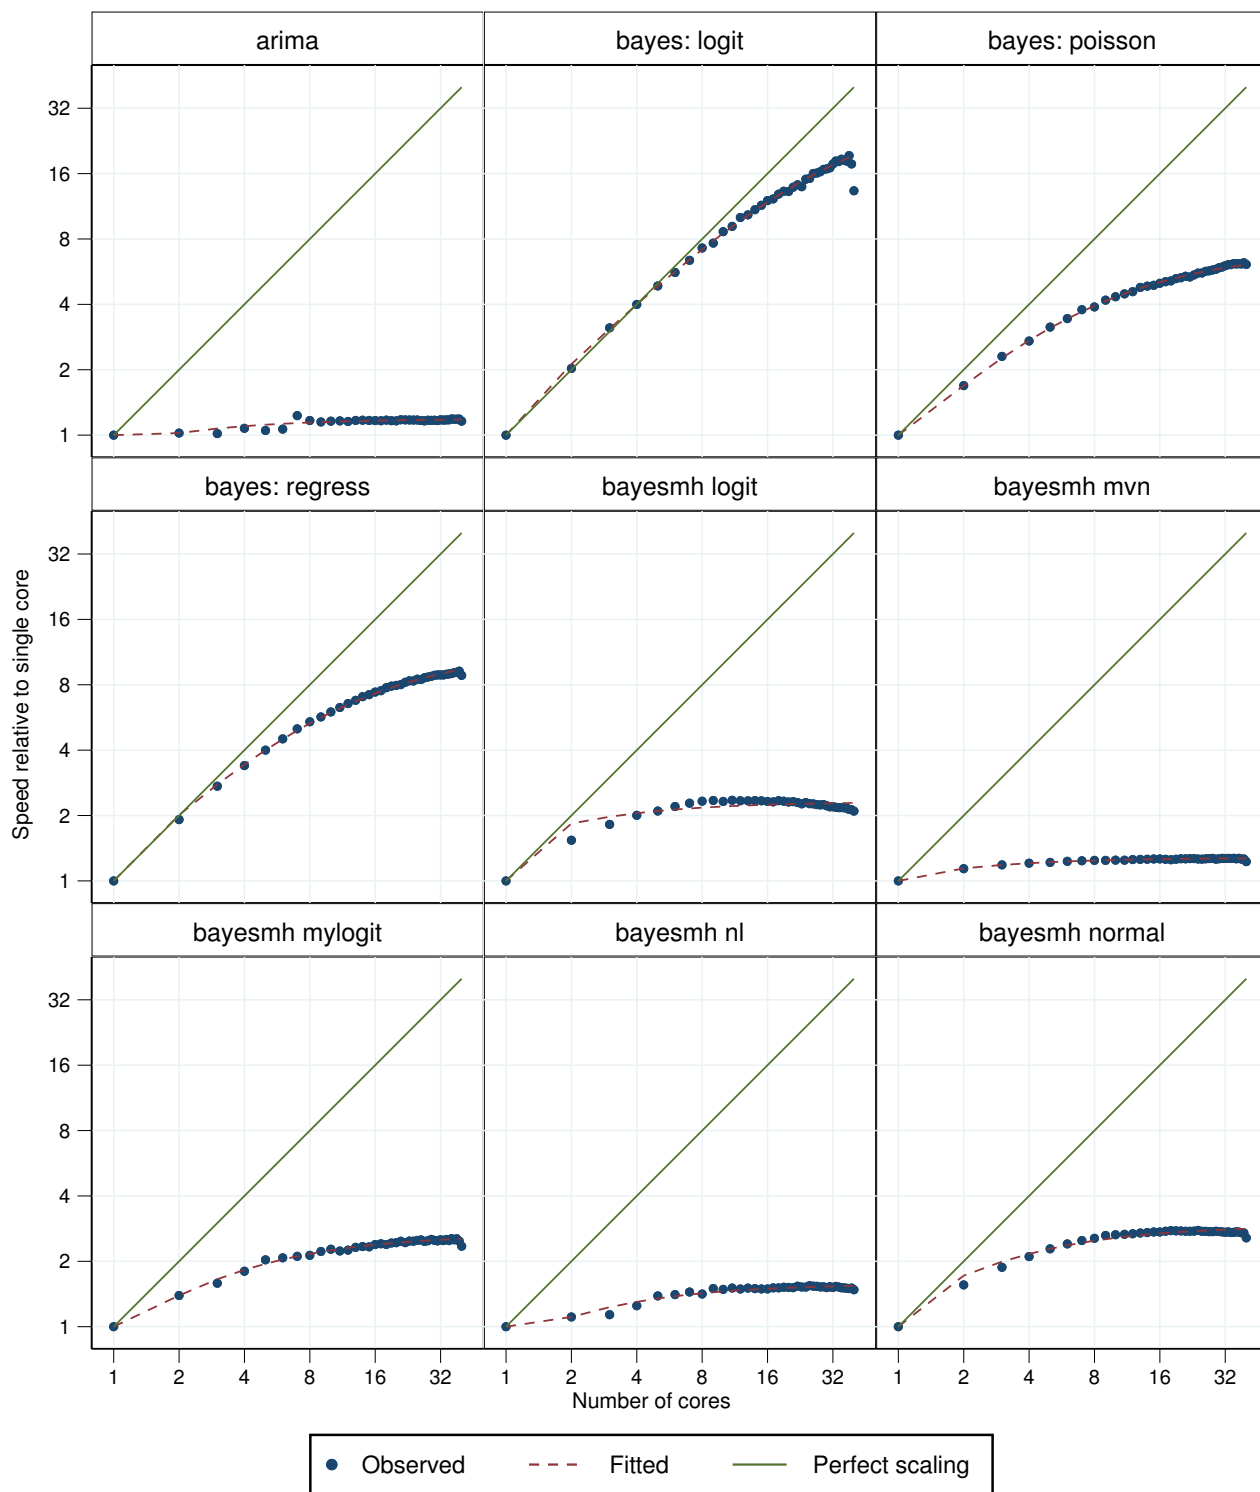 arima
bayes: logit
bayes: poisson
32
16
8
4
2
1
bayes: regress
bayesmh logit
bayesmh mvn
32
16
8
4
2
1
Speed relative to single core
bayesmh mylogit
bayesmh nl
bayesmh normal
32
16
8
4
2
1
1 2 4 8 16 32
1 2 4 8 16 32
1 2 4 8 16 32
Number of cores
Observed Fitted Perfect scaling